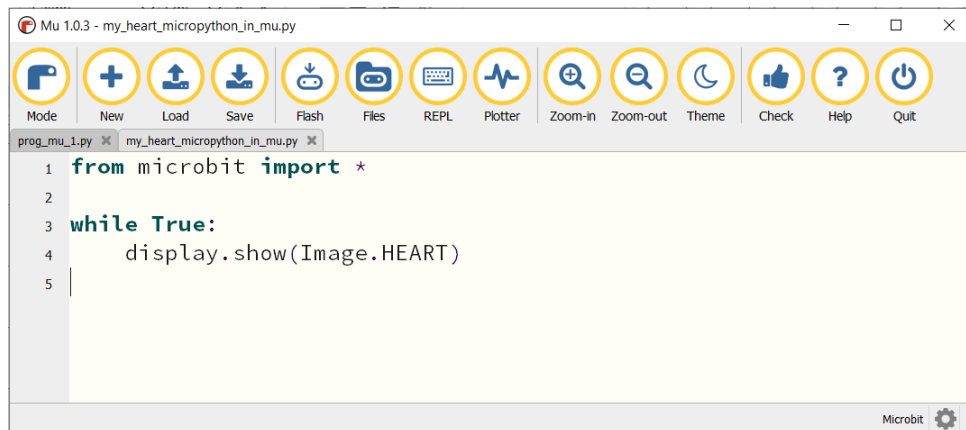 Mu 1.0.3 - my_heart_micropython_in_mu.py
Mode New Load Save Flash Files REPL Plotter Zoom-in Zoom-out Theme Check Help Quit
prog_mu_1.py my_heart_micropython_in_mu.py
1 from microbit import *
2
3 while True:
4     display.show(Image.HEART)
5
Microbit